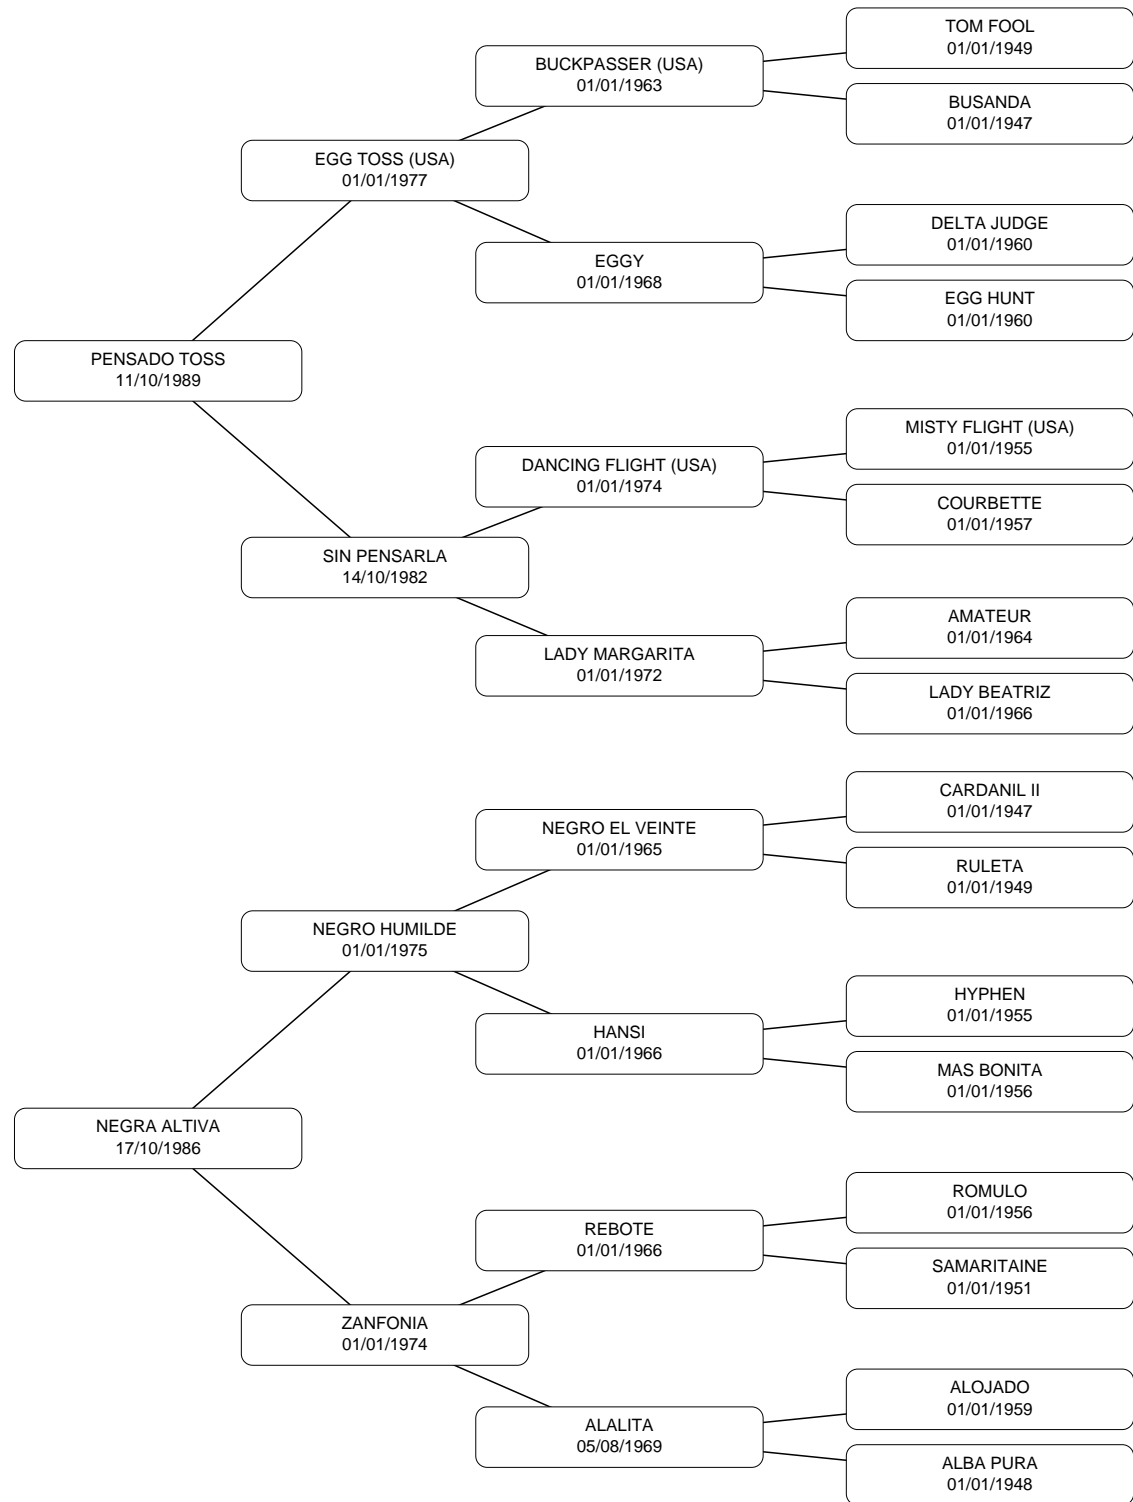 TOM FOOL
01/01/1949
BUCKPASSER (USA)
01/01/1963
BUSANDA
01/01/1947
EGG TOSS (USA)
01/01/1977
DELTA JUDGE
01/01/1960
EGGY
01/01/1968
EGG HUNT
01/01/1960
PENSADO TOSS
11/10/1989
MISTY FLIGHT (USA)
01/01/1955
DANCING FLIGHT (USA)
01/01/1974
COURBETTE
01/01/1957
SIN PENSARLA
14/10/1982
AMATEUR
01/01/1964
LADY MARGARITA
01/01/1972
LADY BEATRIZ
01/01/1966
CARDANIL II
01/01/1947
NEGRO EL VEINTE
01/01/1965
RULETA
01/01/1949
NEGRO HUMILDE
01/01/1975
HYPHEN
01/01/1955
HANSI
01/01/1966
MAS BONITA
01/01/1956
NEGRA ALTIVA
17/10/1986
ROMULO
01/01/1956
REBOTE
01/01/1966
SAMARITAINE
01/01/1951
ZANFONIA
01/01/1974
ALOJADO
01/01/1959
ALALITA
05/08/1969
ALBA PURA
01/01/1948